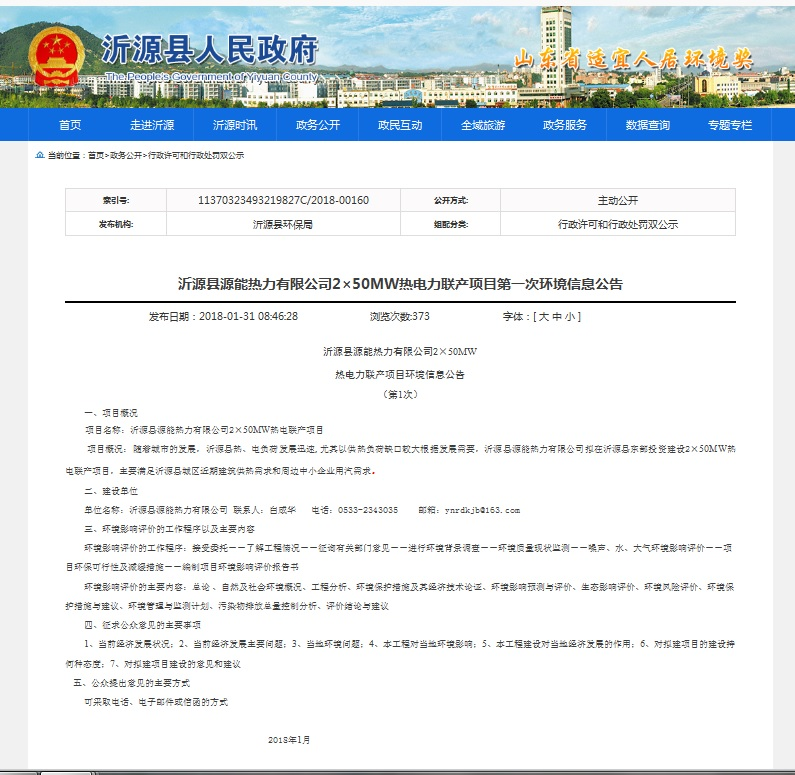 沂源县人民政府
The People's Government of Yiyuan County
山东省适宜人居环境奖
首页 走进沂源 沂源时讯 政务公开 政民互动 全域旅游 政务服务 数据查询 专题专栏
当前位置：首页>政务公开>行政许可和行政处罚双公示
索引号: 11370323493219827C/2018-00160 公开方式: 主动公开
发布机构: 沂源县环保局 组配分类: 行政许可和行政处罚双公示
沂源县源能热力有限公司2×50MW热电力联产项目第一次环境信息公告
发布日期：2018-01-31 08:46:28 浏览次数:373 字体：[ 大 中 小 ]
沂源县源能热力有限公司2×50MW
热电力联产项目环境信息公告
（第1次）
一、项目概况
项目名称：沂源县源能热力有限公司2×50MW热电联产项目
项目概况：随着城市的发展，沂源县热、电负荷发展迅速,尤其以供热负荷缺口较大根据发展需要，沂源县源能热力有限公司拟在沂源县东部投资建设2×50MW热
电联产项目，主要满足沂源县城区近期建筑供热需求和周边中小企业用汽需求。
二、建设单位
单位名称：沂源县源能热力有限公司 联系人：白成华 电话：0533-2343035 邮箱：ynrdkjb@163.com
三、环境影响评价的工作程序以及主要内容
环境影响评价的工作程序：接受委托－－了解工程情况－－征询有关部门意见－－进行环境背景调查－－环境质量现状监测－－噪声、水、大气环境影响评价－－项
目环保可行性及减缓措施－－编制项目环境影响评价报告书
环境影响评价的主要内容：总论 、自然及社会环境概况、工程分析、环境保护措施及其经济技术论证、环境影响预测与评价、生态影响评价、环境风险评价、环境保
护措施与建议、环境管理与监测计划、污染物排放总量控制分析、评价结论与建议
四、征求公众意见的主要事项
1、当前经济发展状况；2、当前经济发展主要问题；3、当地环境问题；4、本工程对当地环境影响；5、本工程建设对当地经济发展的作用；6、对拟建项目的建设持
何种态度；7、对拟建项目建设的意见和建议
五、公众提出意见的主要方式
可采取电话、电子邮件或信函的方式
2018年1月